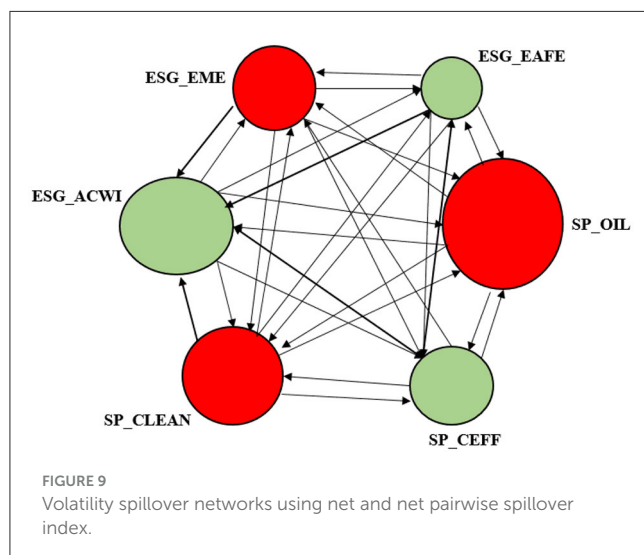 ESG_EAFE
ESG_EME
ESG_ACWI
SP_OIL
SP_CLEAN
SP_CEFF
FIGURE 9
Volatility spillover networks using net and net pairwise spillover
index.